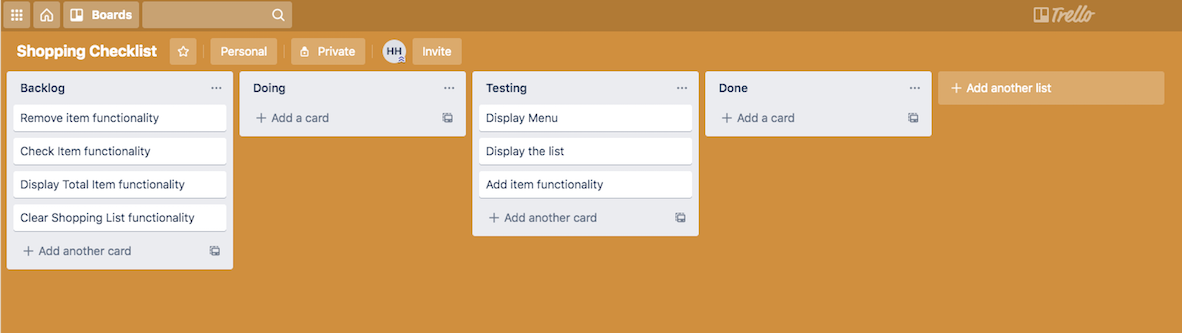 Boards
Trello
Shopping Checklist
Personal
Private
HH
Invite
Backlog
Remove item functionality
Check Item functionality
Display Total Item functionality
Clear Shopping List functionality
+ Add another card
Doing
+ Add a card
Testing
Display Menu
Display the list
Add item functionality
+ Add another card
Done
+ Add a card
+ Add another list